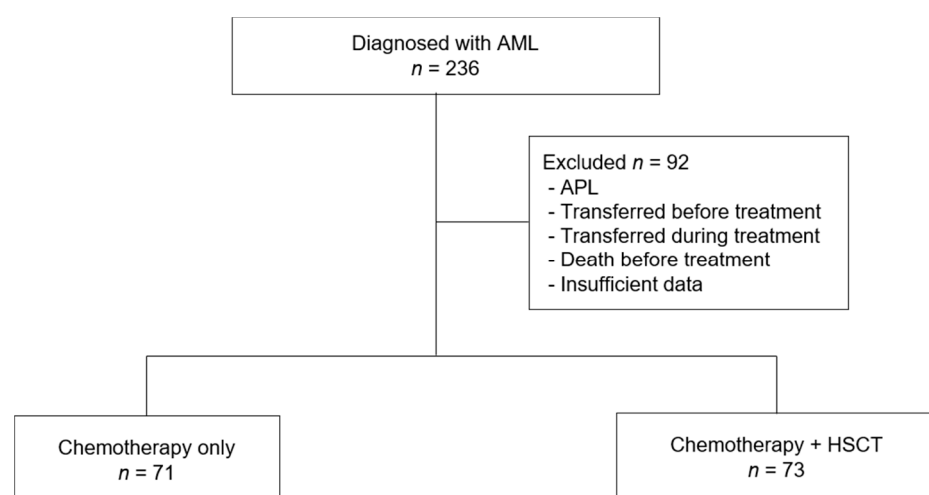 Diagnosed with AML
n = 236
Excluded n = 92
- APL
- Transferred before treatment
- Transferred during treatment
- Death before treatment
- Insufficient data
Chemotherapy only
n = 71
Chemotherapy + HSCT
n = 73